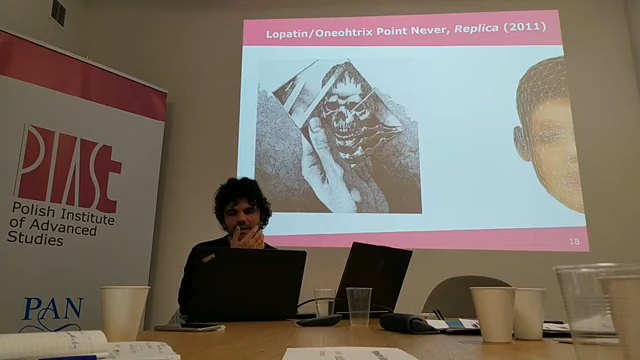 Lopatin/Oneohtrix Point Never, Replica (2011)
18
PIASt
Polish Institute
of Advanced
Studies
PAN